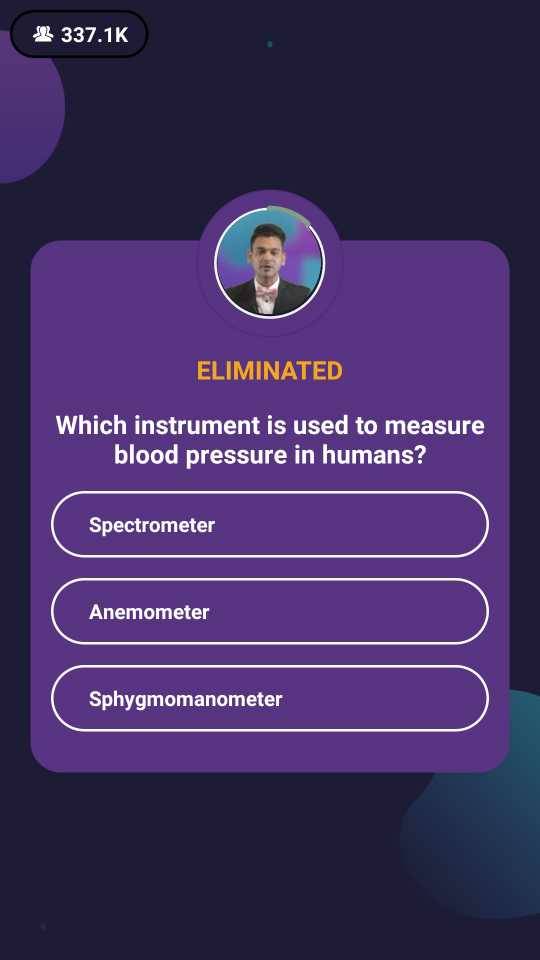 337.1K
ELIMINATED
Which instrument is used to measure
blood pressure in humans?
Spectrometer
Anemometer
Sphygmomanometer